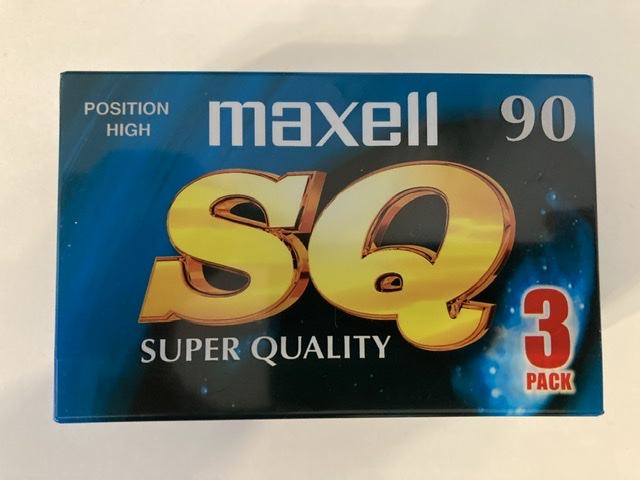 POSITION
HIGH
maxell
90
SQ
SUPER QUALITY
3
PACK